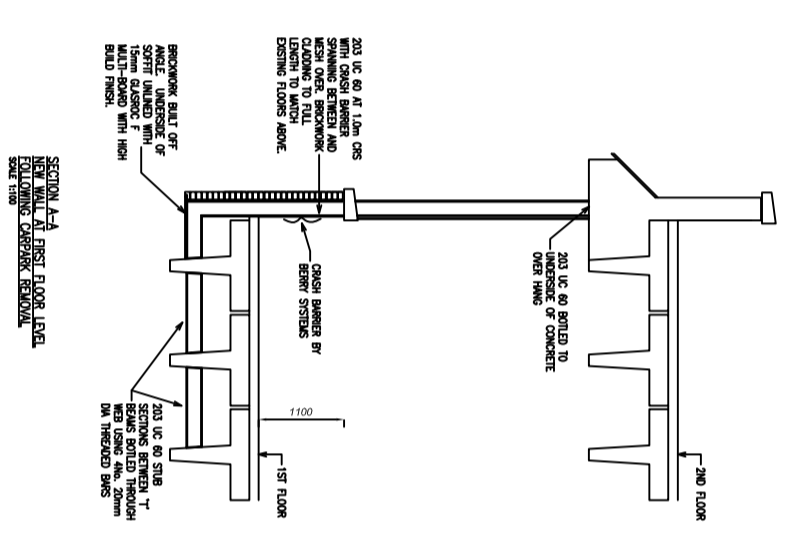 203 UC 60 AT 1.0m CRS
WITH CRASH BARRIER
SPANNING BETWEEN AND
MESH OVER. BRICKWORK
CLADDING TO FULL
LENGTH TO MATCH
EXISTING FLOORS ABOVE.
BRICKWORK BUILT OFF
ANGLE. UNDERSIDE OF
SOFFIT UNLINED WITH
15mm GLASROC F
MULTI-BOARD WITH HIGH
BUILD FINISH.
203 UC 60 BOTLED TO
UNDERSIDE OF CONCRETE
OVER HANG
CRASH BARRIER BY
BERRY SYSTEMS
2ND FLOOR
1100
1ST FLOOR
203 UC 60 STUB
SECTIONS BETWEEN 'T'
BEAMS BOTLED THROUGH
WEB USING 4No. 20mm
DIA THREADED BARS
SECTION A-A
NEW WALL AT FIRST FLOOR LEVEL
FOLLOWING CARPARK REMOVAL
SCALE 1:100